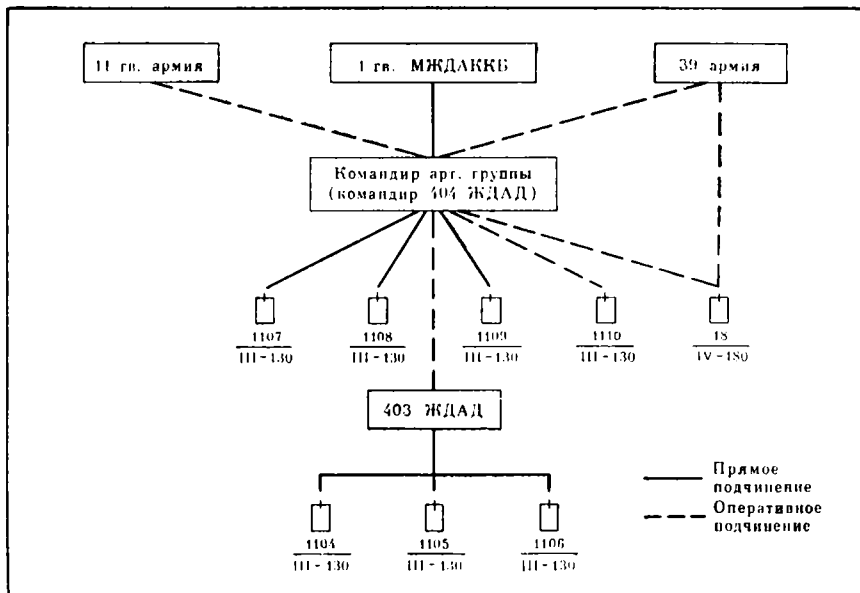 11 гв. армия
1 гв. МЖДАККБ
39 армия
Командир арт. группы
(командир 404 ЖДАД)
1107
III-130
1108
III-130
1109
III-130
1110
III-130
18
IV-180
403 ЖДАД
Прямое
подчинение
Оперативное
подчинение
1104
III-130
1105
III-130
1106
III-130